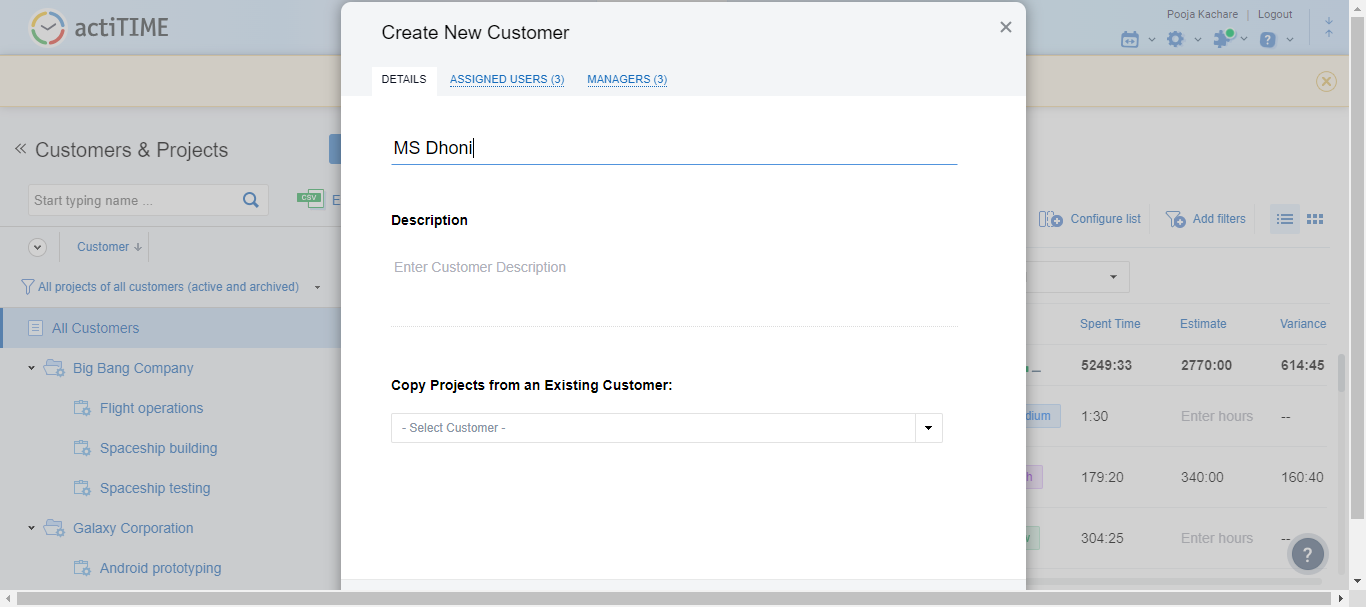 actiTIME
Pooja Kachare | Logout
Create New Customer
DETAILS
ASSIGNED USERS (3)
MANAGERS (3)
MS Dhoni
Description
Enter Customer Description
Copy Projects from an Existing Customer:
- Select Customer -
Customers & Projects
Start typing name ...
CSV
Customer
All projects of all customers (active and archived)
All Customers
Big Bang Company
Flight operations
Spaceship building
Spaceship testing
Galaxy Corporation
Android prototyping
Configure list
Add filters
Spent Time Estimate Variance
5249:33 2770:00 614:45
1:30 Enter hours --
179:20 340:00 160:40
304:25 Enter hours --
?